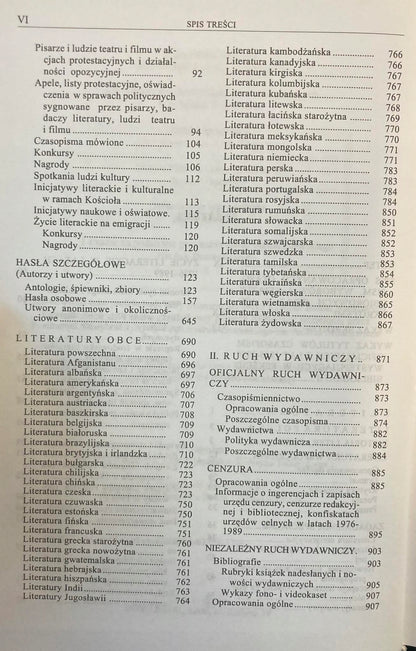 VI
SPIS TREŚCI
Pisarze i ludzie teatru i filmu w ak-
cjach protestacyjnych i działal-
ności opozycyjnej ... 92
Apele, listy protestacyjne, oświad-
czenia w sprawach politycznych
sygnowane przez pisarzy, ba-
daczy literatury, ludzi teatru
i filmu ... 94
Czasopisma mówione ... 104
Konkursy ... 105
Nagrody ... 106
Spotkania ludzi kultury ... 112
Inicjatywy literackie i kulturalne
w ramach Kościoła ... 113
Inicjatywy naukowe i oświatowe. 115
Życie literackie na emigracji ... 119
Konkursy ... 120
Nagrody ... 120
HASŁA SZCZEGÓŁOWE
(Autorzy i utwory) ... 123
Antologie, śpiewniki, zbiory ... 123
Hasła osobowe ... 157
Utwory anonimowe i okoliczno-
ściowe ... 645
LITERATURY OBCE ... 690
Literatura powszechna ... 690
Literatura Afganistanu ... 696
Literatura albańska ... 697
Literatura amerykańska ... 697
Literatura argentyńska ... 706
Literatura austriacka ... 707
Literatura baskirska ... 708
Literatura belgijska ... 709
Literatura białoruska ... 709
Literatura brazylijska ... 710
Literatura brytyjska i irlandzka ... 710
Literatura bułgarska ... 722
Literatura chilijska ... 723
Literatura chińska ... 723
Literatura czeska ... 723
Literatura czuwaska ... 750
Literatura estońska ... 750
Literatura fińska ... 751
Literatura francuska ... 751
Literatura grecka starożytna ... 760
Literatura grecka nowożytna ... 761
Literatura gwatemalska ... 761
Literatura hebrajska ... 761
Literatura hiszpańska ... 762
Literatury Indii ... 763
Literatury Jugosławii ... 764
Literatura kambodżańska ... 766
Literatura kanadyjska ... 766
Literatura kirgiska ... 767
Literatura kolumbijska ... 767
Literatura kubańska ... 767
Literatura litewska ... 768
Literatura łacińska starożytna ... 769
Literatura łotewska ... 770
Literatura meksykańska ... 770
Literatura mongolska ... 771
Literatura niemiecka ... 771
Literatura perska ... 783
Literatura peruwiańska ... 783
Literatura portugalska ... 784
Literatura rosyjska ... 784
Literatura rumuńska ... 850
Literatura słowacka ... 851
Literatura somalijska ... 852
Literatura szwajcarska ... 852
Literatura szwedzka ... 853
Literatura tamilska ... 853
Literatura tybetańska ... 854
Literatura ukraińska ... 855
Literatura węgierska ... 860
Literatura wietnamska ... 865
Literatura włoska ... 866
Literatura żydowska ... 867
II. RUCH WYDAWNICZY .. 871
OFICJALNY RUCH WYDAWNI-
CZY ... 873
Czasopiśmiennictwo ... 873
Opracowania ogólne ... 873
Poszczególne czasopisma ... 874
Wydawnictwa ... 882
Polityka wydawnicza ... 882
Poszczególne wydawnictwa ... 884
CENZURA ... 885
Opracowania ogólne ... 885
Informacje o ingerencjach i zapisach
urzędu cenzury, cenzurze redakcyj-
nej i bibliotecznej, konfiskatach
urzędów celnych w latach 1976-
1989 ... 895
NIEZALEŻNY RUCH WYDAWNICZY. 903
Bibliografie ... 903
Rubryki książek nadesłanych i no-
wości wydawniczych ... 905
Wykazy fono- i videokaset ... 907
Opracowania ogólne ... 907